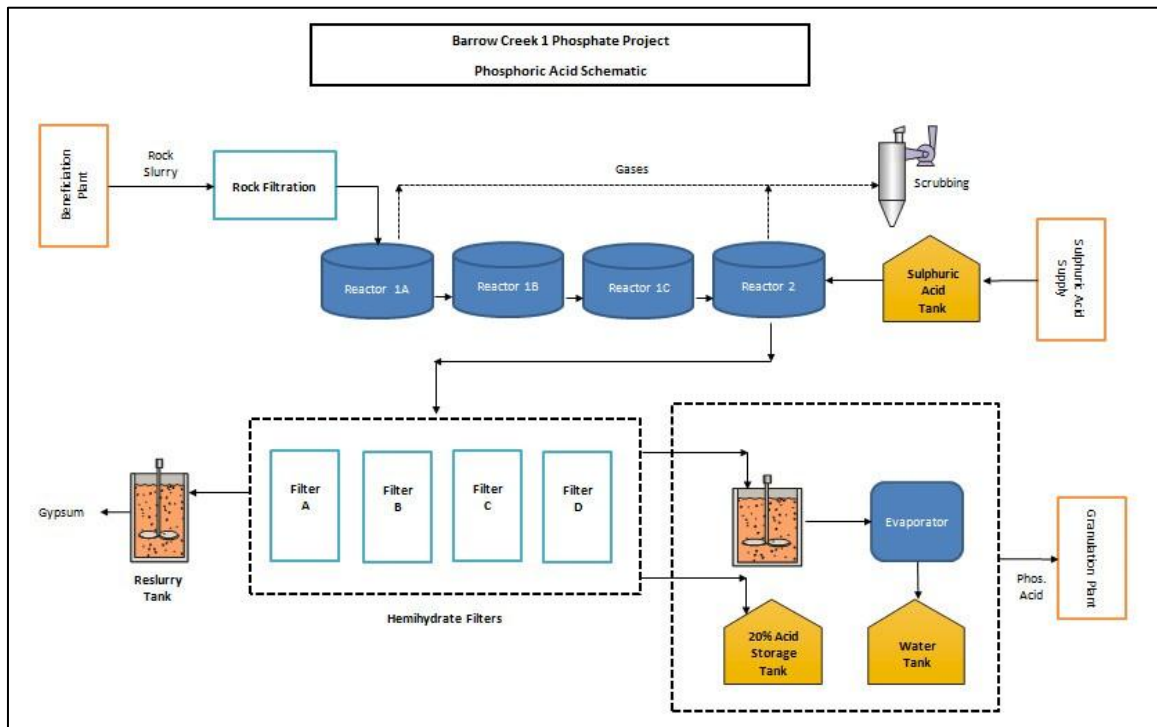 Barrow Creek 1 Phosphate Project
Phosphoric Acid Schematic
Beneficiation
Plant
Rock
Slurry
Rock Filtration
Gases
Scrubbing
Reactor 1A
Reactor 1B
Reactor 1C
Reactor 2
Sulphuric
Acid
Tank
Sulphuric Acid
Supply
Gypsum
Reslurry
Tank
Filter
A
Filter
B
Filter
C
Filter
D
Hemihydrate Filters
Evaporator
20% Acid
Storage
Tank
Water
Tank
Phos.
Acid
Granulation Plant